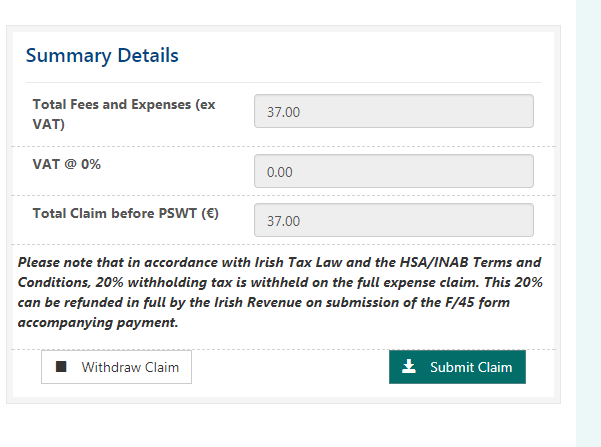 Summary Details
Total Fees and Expenses (ex
VAT)
37.00
VAT @ 0%
0.00
Total Claim before PSWT (€)
37.00
Please note that in accordance with Irish Tax Law and the HSA/INAB Terms and
Conditions, 20% withholding tax is withheld on the full expense claim. This 20%
can be refunded in full by the Irish Revenue on submission of the F/45 form
accompanying payment.
Withdraw Claim
Submit Claim